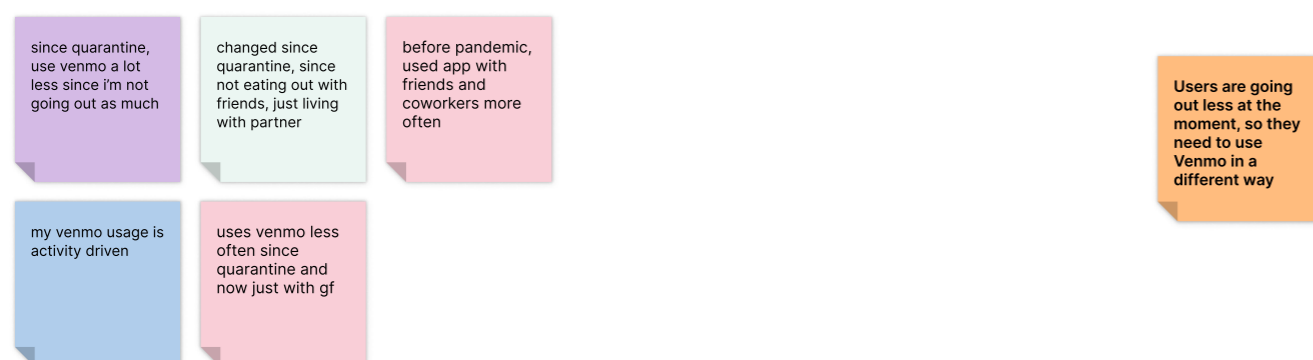 since quarantine,
use venmo a lot
less since i'm not
going out as much
changed since
quarantine, since
not eating out with
friends, just living
with partner
before pandemic,
used app with
friends and
coworkers more
often
my venmo usage is
activity driven
uses venmo less
often since
quarantine and
now just with gf
Users are going
out less at the
moment, so they
need to use
Venmo in a
different way